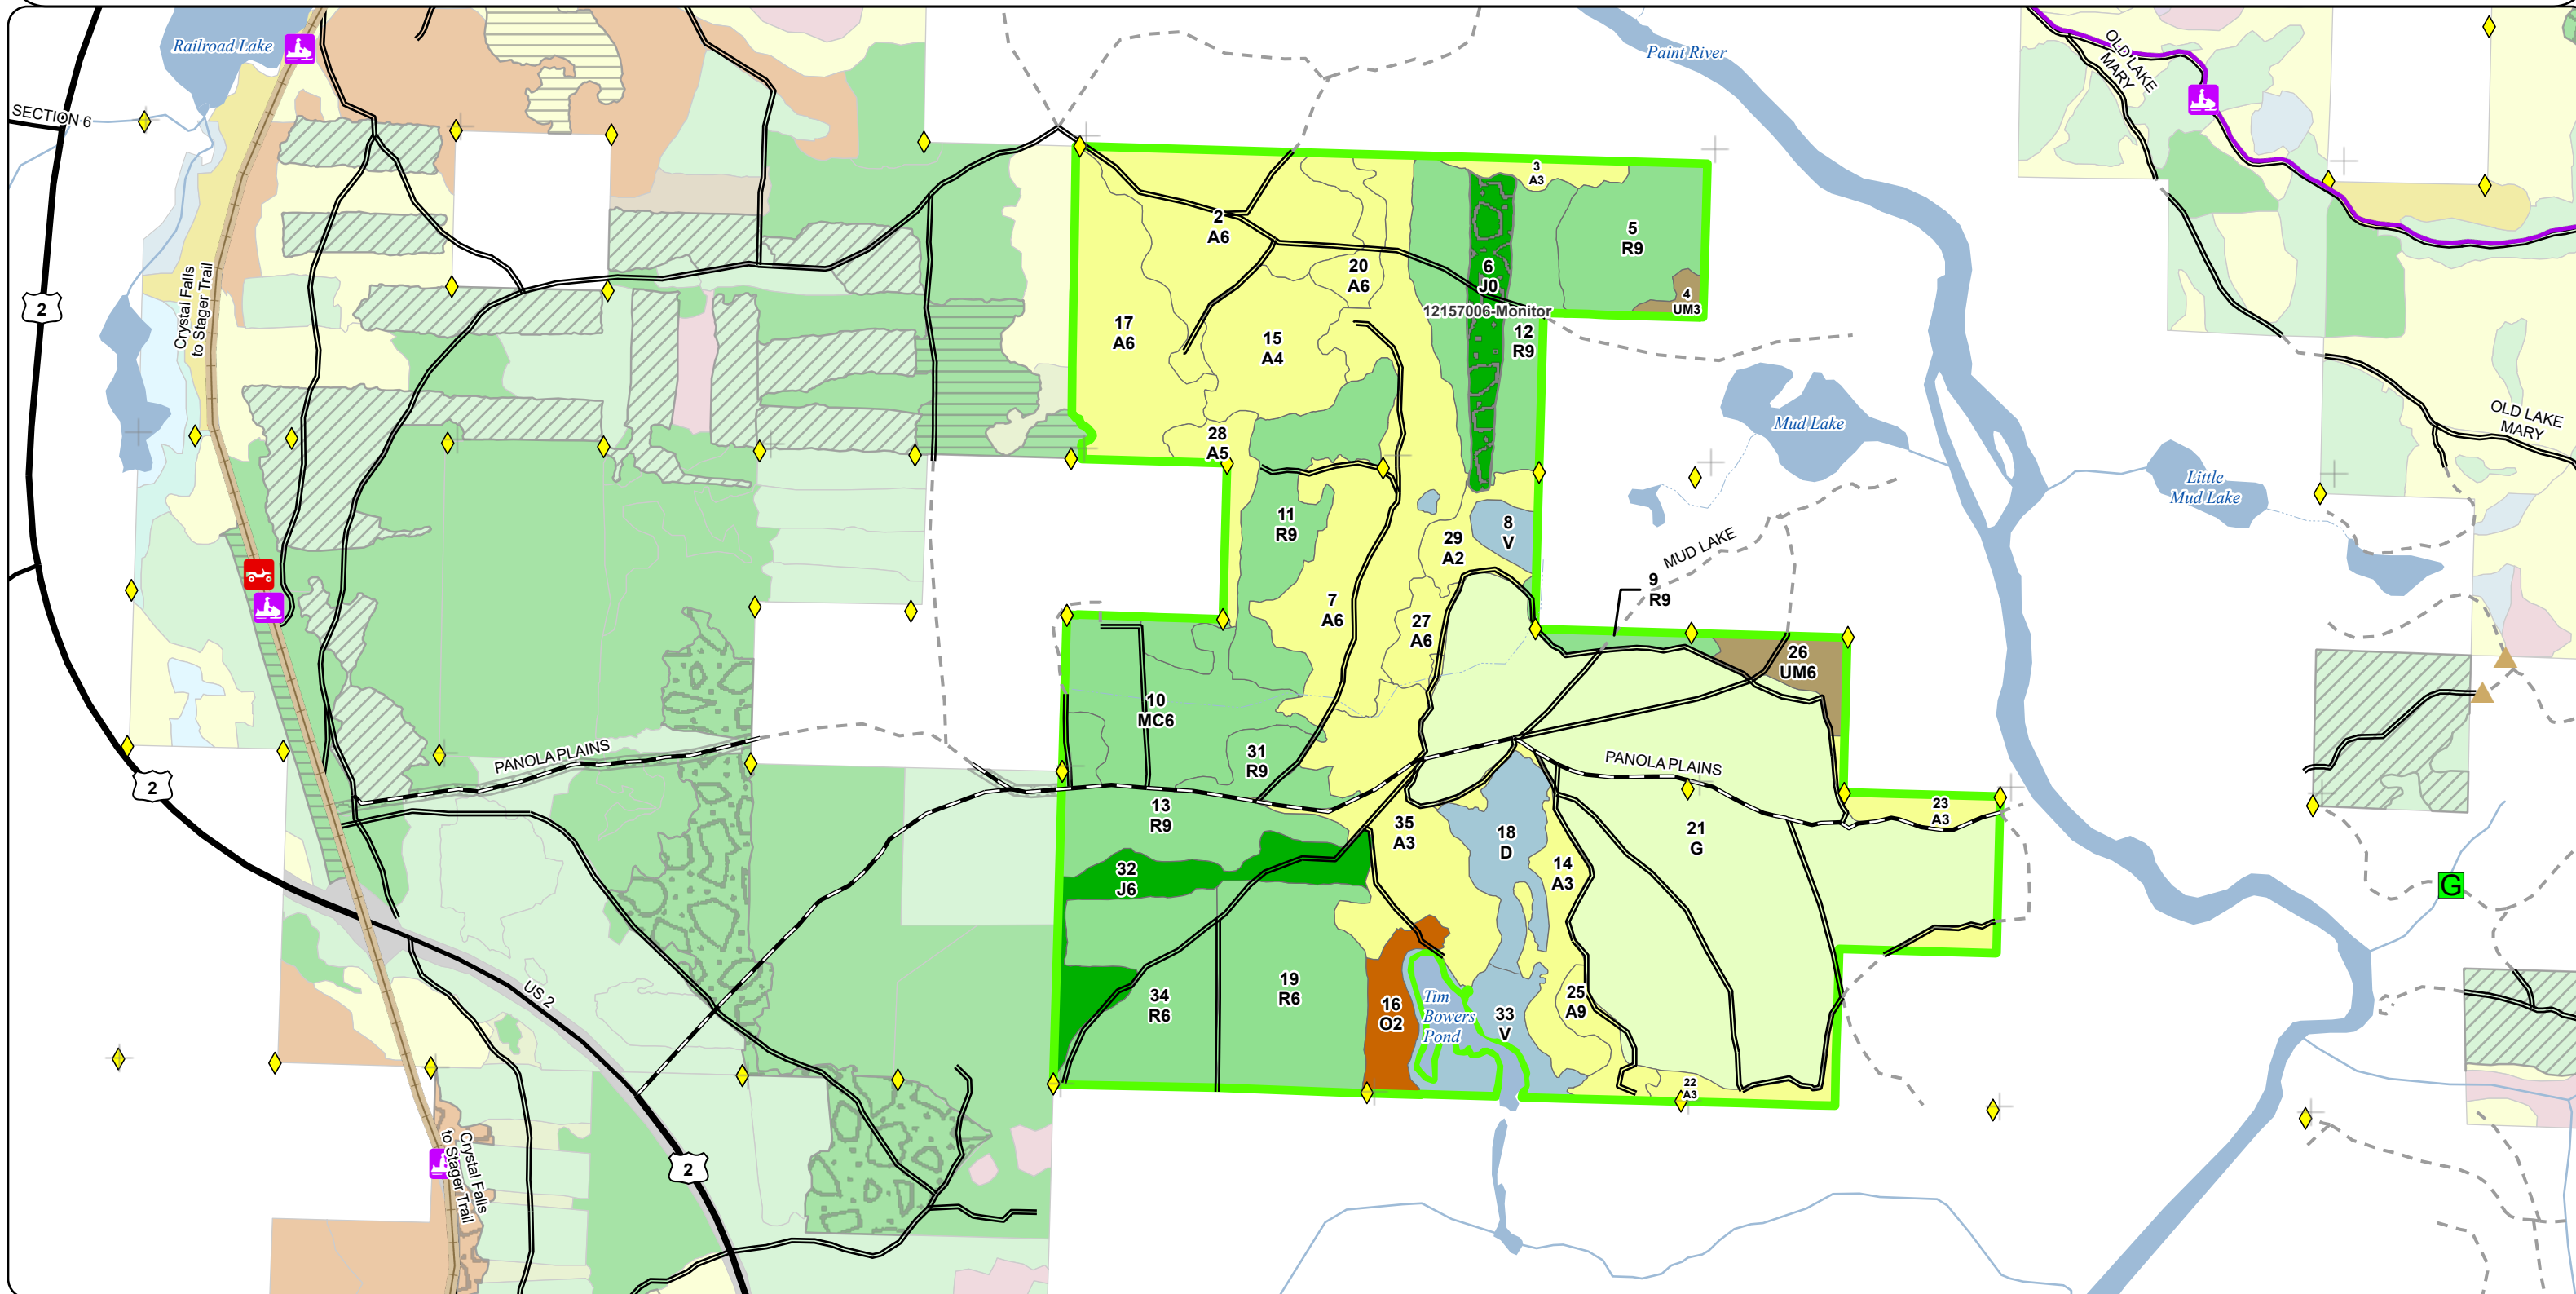 Railroad Lake
SECTION 6
2
Crystal Falls
to Stager Trail
Paint River
OLD LAKE
MARY
3
A3
2
A6
5
R9
20
A6
6
J0
4
UM3
12157006-Monitor
17
A6
15
A4
12
R9
28
A5
Mud Lake
OLD LAKE
MARY
Little
Mud Lake
11
R9
8
V
29
A2
MUD LAKE
9
R9
7
A6
27
A6
26
UM6
10
MC6
31
R9
PANOLA PLAINS
PANOLA PLAINS
2
13
R9
23
A3
35
A3
18
D
21
G
14
A3
32
J6
G
US 2
34
R6
19
R6
16
O2
Tim
Bowers
Pond
33
V
25
A9
22
A3
2
Crystal Falls
to Stager Trail